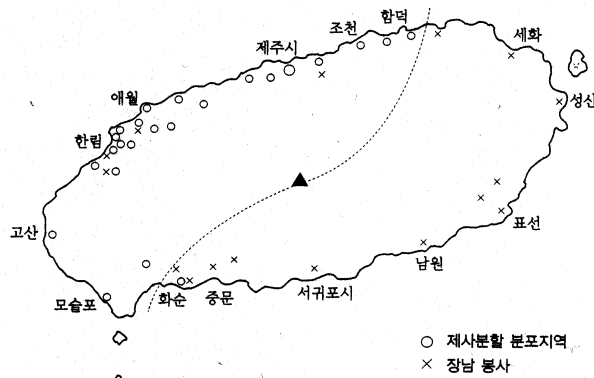 함덕
조천
세화
제주시
애월
성산
한림
고산
표선
남원
모슬포
화순
중문
서귀포시
○ 제사분할 분포지역
× 장남 봉사